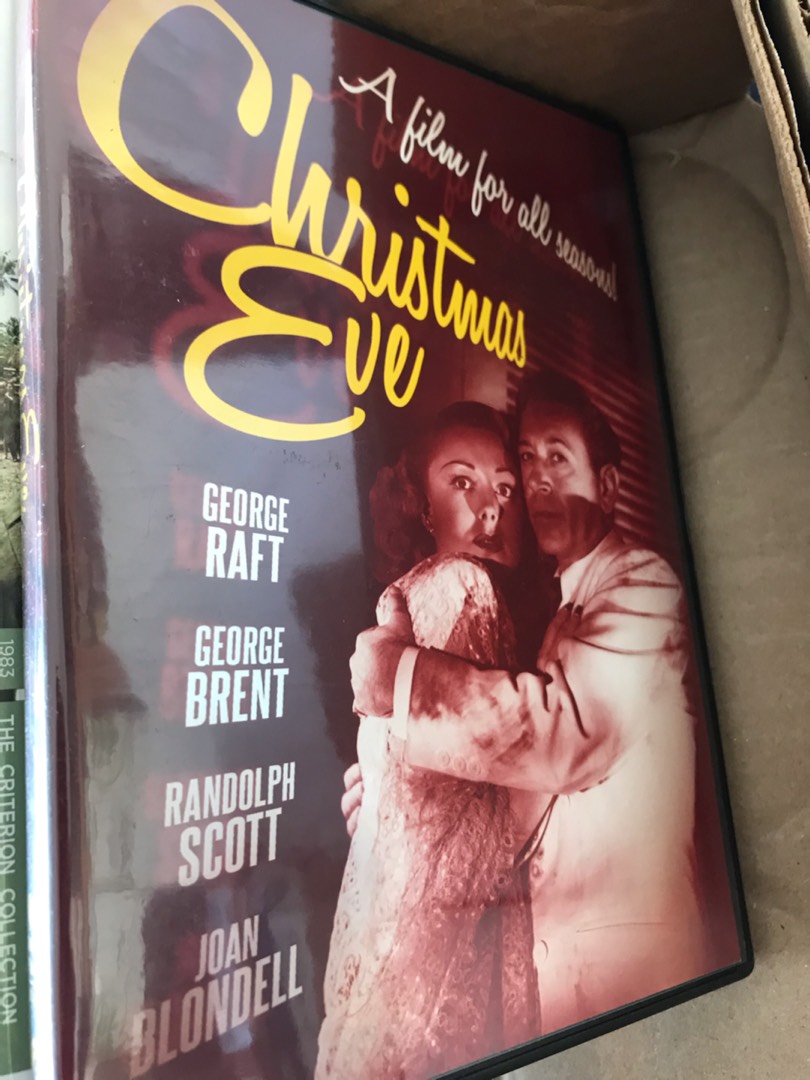 A film for all seasons!
Christmas
Eve
GEORGE
RAFT
GEORGE
BRENT
RANDOLPH
SCOTT
JOAN
BLONDELL
1983
THE CRITERION COLLECTION